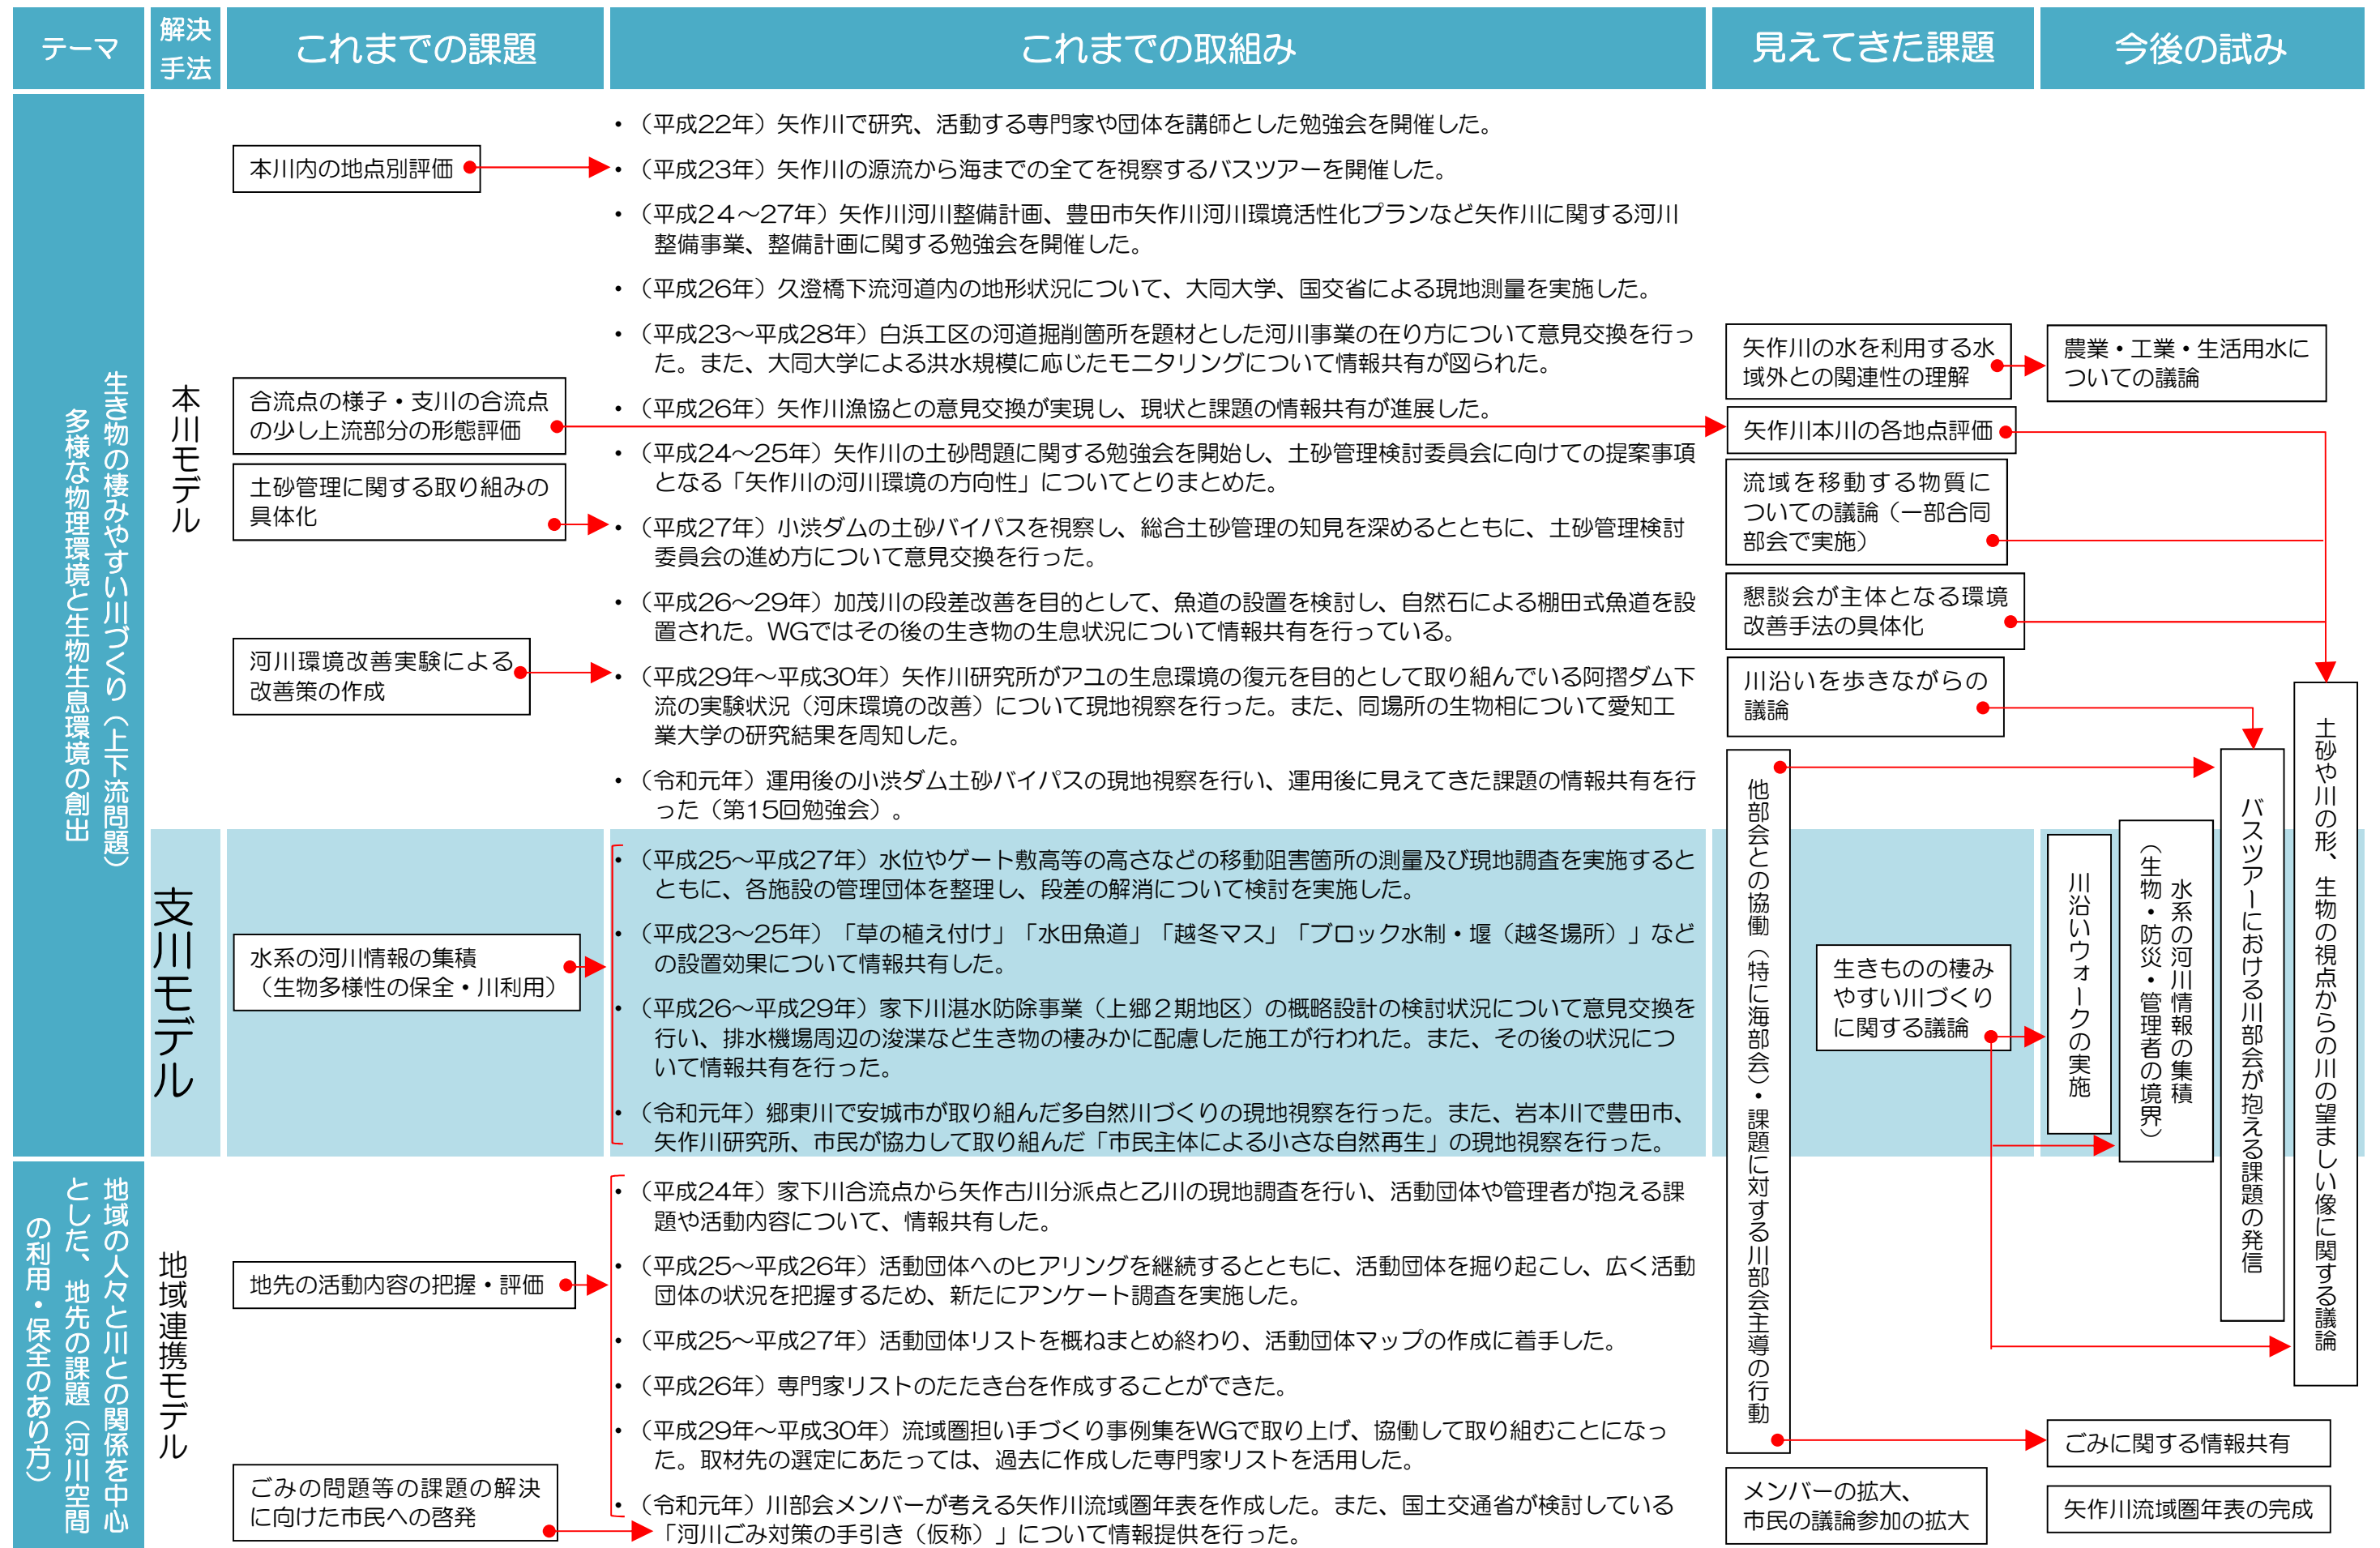 テーマ
解決
手法
これまでの課題
これまでの取組み
見えてきた課題
今後の試み
生き物の棲みやすい川づくり（上下流問題）
多様な物理環境と生物生息環境の創出
本川モデル
本川内の地点別評価
合流点の様子・支川の合流点
の少し上流部分の形態評価
土砂管理に関する取り組みの
具体化
河川環境改善実験による
改善策の作成
・（平成22年）矢作川で研究、活動する専門家や団体を講師とした勉強会を開催した。
・（平成23年）矢作川の源流から海までの全てを視察するバスツアーを開催した。
・（平成２４～27年）矢作川河川整備計画、豊田市矢作川河川環境活性化プランなど矢作川に関する河川
整備事業、整備計画に関する勉強会を開催した。
・（平成26年）久澄橋下流河道内の地形状況について、大同大学、国交省による現地測量を実施した。
・（平成23～平成28年）白浜工区の河道掘削箇所を題材とした河川事業の在り方について意見交換を行っ
た。また、大同大学による洪水規模に応じたモニタリングについて情報共有が図られた。
・（平成26年）矢作川漁協との意見交換が実現し、現状と課題の情報共有が進展した。
・（平成24～25年）矢作川の土砂問題に関する勉強会を開始し、土砂管理検討委員会に向けての提案事項
となる「矢作川の河川環境の方向性」についてとりまとめた。
・（平成27年）小渋ダムの土砂バイパスを視察し、総合土砂管理の知見を深めるとともに、土砂管理検討
委員会の進め方について意見交換を行った。
・（平成26～29年）加茂川の段差改善を目的として、魚道の設置を検討し、自然石による棚田式魚道を設
置された。WGではその後の生き物の生息状況について情報共有を行っている。
・（平成29年～平成30年）矢作川研究所がアユの生息環境の復元を目的として取り組んでいる阿摺ダム下
流の実験状況（河床環境の改善）について現地視察を行った。また、同場所の生物相について愛知工
業大学の研究結果を周知した。
・（令和元年）運用後の小渋ダム土砂バイパスの現地視察を行い、運用後に見えてきた課題の情報共有を行
った（第15回勉強会）。
矢作川の水を利用する水
域外との関連性の理解
矢作川本川の各地点評価
流域を移動する物質に
ついての議論（一部合同
部会で実施）
懇談会が主体となる環境
改善手法の具体化
川沿いを歩きながらの
議論
他部会との協働（特に海部会）・課題に対する川部会主導の行動
農業・工業・生活用水に
ついての議論
支川モデル
水系の河川情報の集積
（生物多様性の保全・川利用）
・（平成25～平成27年）水位やゲート敷高等の高さなどの移動阻害箇所の測量及び現地調査を実施すると
ともに、各施設の管理団体を整理し、段差の解消について検討を実施した。
・（平成23～25年）「草の植え付け」「水田魚道」「越冬マス」「ブロック水制・堰（越冬場所）」など
の設置効果について情報共有した。
・（平成26～平成29年）家下川湛水防除事業（上郷２期地区）の概略設計の検討状況について意見交換を
行い、排水機場周辺の浚渫など生き物の棲みかに配慮した施工が行われた。また、その後の状況につ
いて情報共有を行った。
・（令和元年）郷東川で安城市が取り組んだ多自然川づくりの現地視察を行った。また、岩本川で豊田市、
矢作川研究所、市民が協力して取り組んだ「市民主体による小さな自然再生」の現地視察を行った。
生きものの棲み
やすい川づくり
に関する議論
川沿いウォークの実施
水系の河川情報の集積
（生物・防災・管理者の境界）
バスツアーにおける川部会が抱える課題の発信
土砂や川の形、生物の視点からの川の望ましい像に関する議論
地域の人々と川との関係を中心
とした、地先の課題（河川空間
の利用・保全のあり方）
地域連携モデル
地先の活動内容の把握・評価
ごみの問題等の課題の解決
に向けた市民への啓発
・（平成24年）家下川合流点から矢作古川分派点と乙川の現地調査を行い、活動団体や管理者が抱える課
題や活動内容について、情報共有した。
・（平成25～平成26年）活動団体へのヒアリングを継続するとともに、活動団体を掘り起こし、広く活動
団体の状況を把握するため、新たにアンケート調査を実施した。
・（平成25～平成27年）活動団体リストを概ねまとめ終わり、活動団体マップの作成に着手した。
・（平成26年）専門家リストのたたき台を作成することができた。
・（平成29年～平成30年）流域圏担い手づくり事例集をWGで取り上げ、協働して取り組むことになっ
た。取材先の選定にあたっては、過去に作成した専門家リストを活用した。
・（令和元年）川部会メンバーが考える矢作川流域圏年表を作成した。また、国土交通省が検討している
「河川ごみ対策の手引き（仮称）」について情報提供を行った。
メンバーの拡大、
市民の議論参加の拡大
ごみに関する情報共有
矢作川流域圏年表の完成